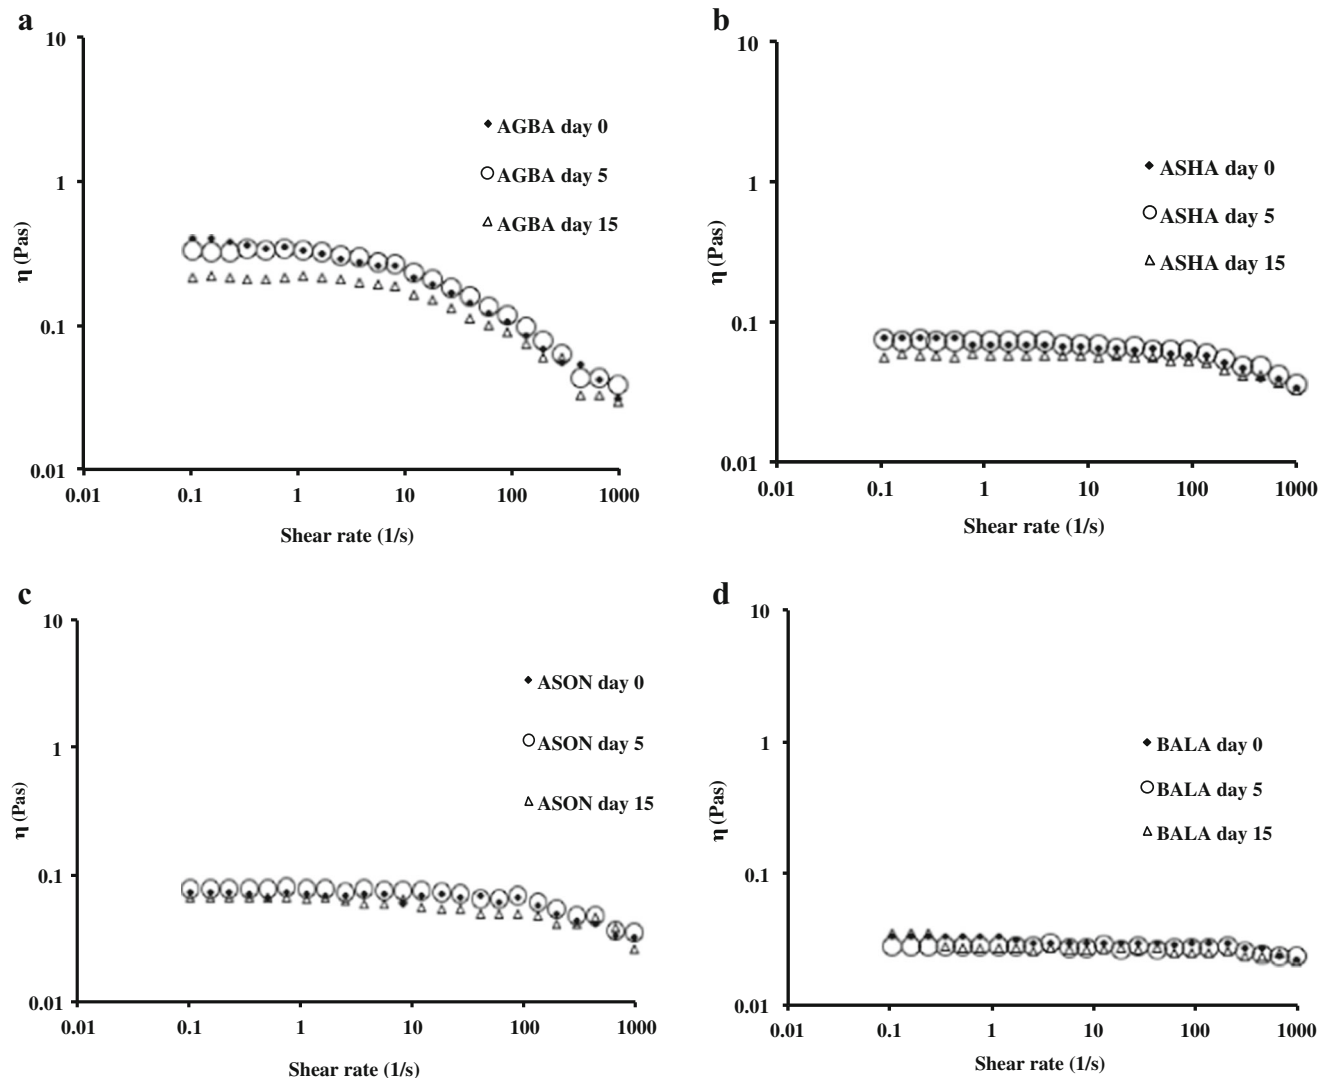 a
10
1
0.1
0.01
η (Pas)
AGBA day 0
AGBA day 5
AGBA day 15
0.01 0.1 1 10 100 1000
Shear rate (1/s)
b
10
1
0.1
0.01
η (Pas)
ASHA day 0
ASHA day 5
ASHA day 15
0.01 0.1 1 10 100 1000
Shear rate (1/s)
c
10
1
0.1
0.01
η (Pas)
ASON day 0
ASON day 5
ASON day 15
0.01 0.1 1 10 100 1000
Shear rate (1/s)
d
10
1
0.1
0.01
η (Pas)
BALA day 0
BALA day 5
BALA day 15
0.01 0.1 1 10 100 1000
Shear rate (1/s)